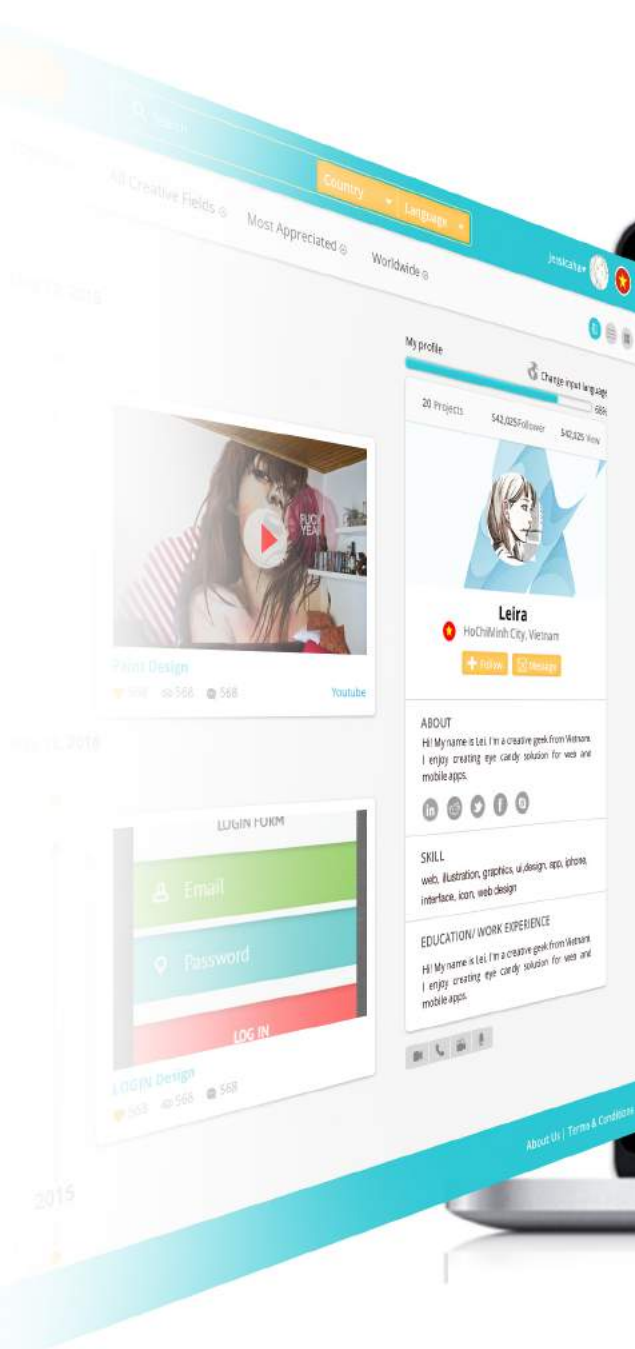 Search
Country
Language
All Creative Fields
Most Appreciated
Worldwide
My profile
Change input language
68%
20 Projects
542,025Follower
542,025 View
FUCK
YEAH
Paint Design
568
568
568
Youtube
Leira
HoChiMinh City, Vietnam
Follow
Message
ABOUT
Hi! My name is Lei. I'm a creative geek from Vietnam.
I enjoy creating eye candy solution for web and
mobile apps.
LOGIN FORM
Email
Password
LOG IN
LOGIN Design
568
568
568
SKILL
web, illustration, graphics, ui,design, app, iphone,
interface, icon, web design
EDUCATION/ WORK EXPERIENCE
Hi! My name is Lei. I'm a creative geek from Vietnam.
I enjoy creating eye candy solution for web and
mobile apps.
2015
About Us | Terms & Conditions